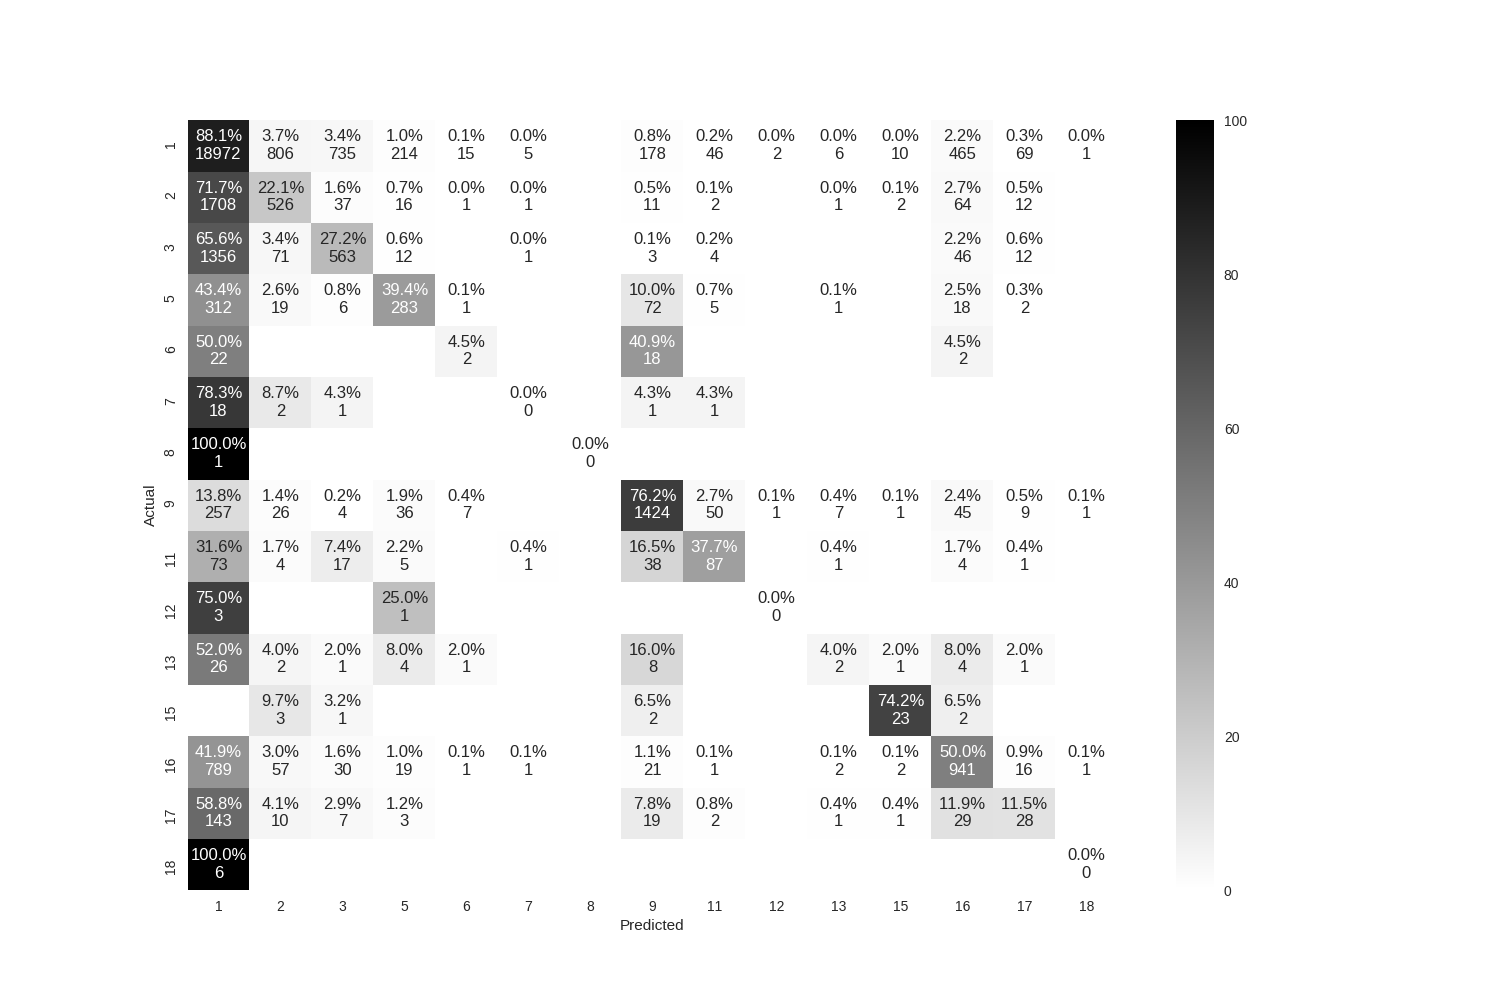 88.1% 3.7% 3.4% 1.0% 0.1% 0.0% 0.8% 0.2% 0.0% 0.0% 0.0% 2.2% 0.3% 0.0% 100
1 18972 806 735 214 15 5 178 46 2 6 10 465 69 1
71.7% 22.1% 1.6% 0.7% 0.0% 0.0% 0.5% 0.1% 0.0% 0.1% 2.7% 0.5%
2 1708 526 37 16 1 1 11 2 1 2 64 12
65.6% 3.4% 27.2% 0.6% 0.0% 0.1% 0.2% 2.2% 0.6%
3 1356 71 563 12 1 3 4 46 12
80
43.4% 2.6% 0.8% 39.4% 0.1% 10.0% 0.7% 0.1% 2.5% 0.3%
5 312 19 6 283 1 72 5 1 18 2
50.0% 4.5% 40.9% 4.5%
6 22 2 18 2
78.3% 8.7% 4.3% 0.0% 4.3% 4.3%
7 18 2 1 0 1 1
60
100.0% 0.0%
8 1 0
Actual
13.8% 1.4% 0.2% 1.9% 0.4% 76.2% 2.7% 0.1% 0.4% 0.1% 2.4% 0.5% 0.1%
9 257 26 4 36 7 1424 50 1 7 1 45 9 1
31.6% 1.7% 7.4% 2.2% 0.4% 16.5% 37.7% 0.4% 1.7% 0.4%
11 73 4 17 5 1 38 87 1 4 1
40
75.0% 25.0% 0.0%
12 3 1 0
52.0% 4.0% 2.0% 8.0% 2.0% 16.0% 4.0% 2.0% 8.0% 2.0%
13 26 2 1 4 1 8 2 1 4 1
9.7% 3.2% 6.5% 74.2% 6.5%
15 3 1 2 23 2
20
41.9% 3.0% 1.6% 1.0% 0.1% 0.1% 1.1% 0.1% 0.1% 0.1% 50.0% 0.9% 0.1%
16 789 57 30 19 1 1 21 1 2 2 941 16 1
58.8% 4.1% 2.9% 1.2% 7.8% 0.8% 0.4% 0.4% 11.9% 11.5%
17 143 10 7 3 19 2 1 1 29 28
100.0% 0.0%
18 6 0
0
1 2 3 5 6 7 8 9 11 12 13 15 16 17 18
Predicted